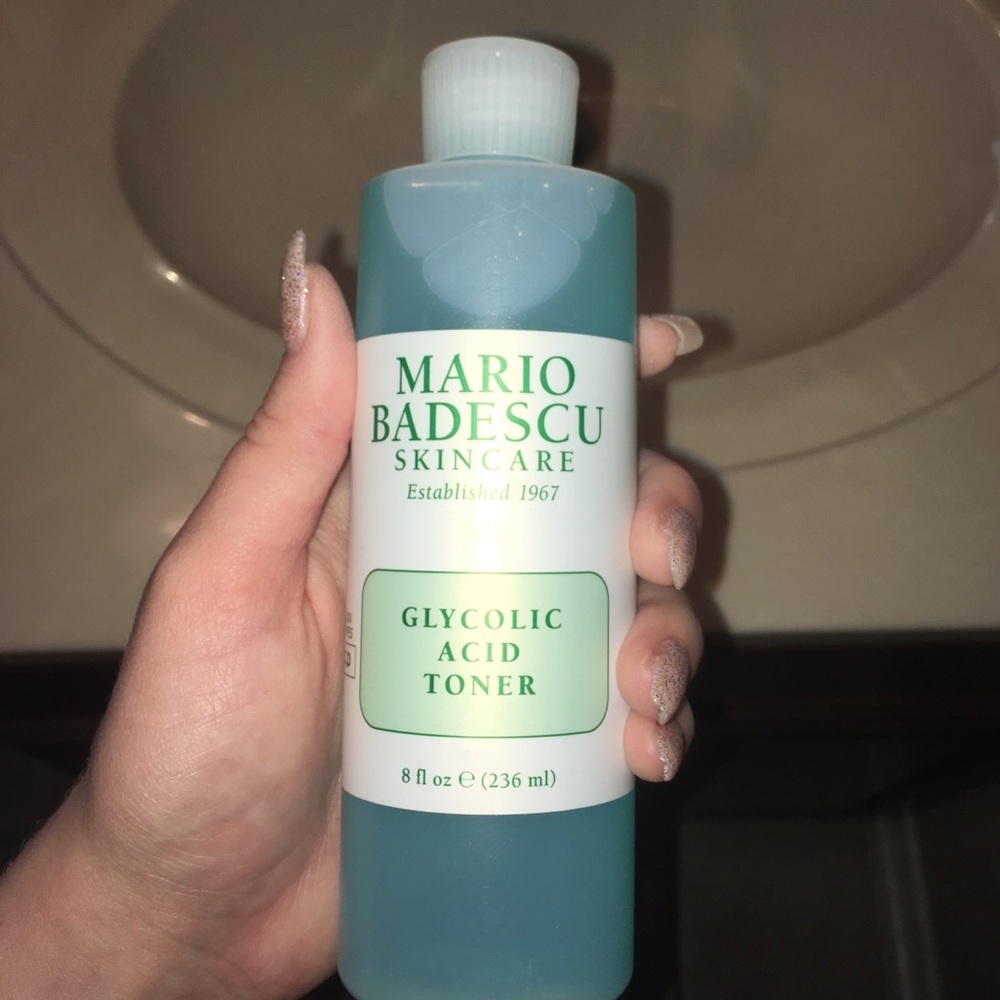 MARIO
BADESCU
SKINCARE
Established 1967
GLYCOLIC
ACID
TONER
8 fl oz ℮ (236 ml)